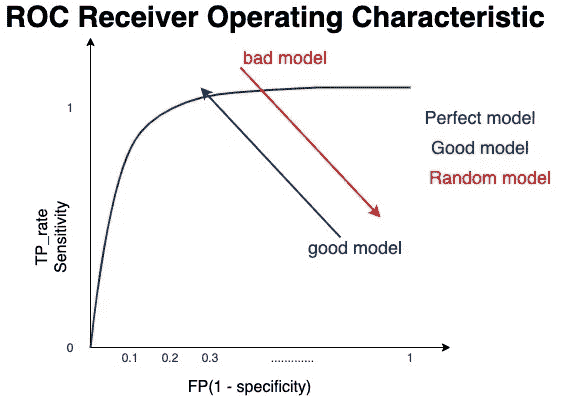 ROC Receiver Operating Characteristic
bad model
1
Perfect model
Good model
Random model
good model
TP_rate
Sensitivity
0
0.1
0.2
0.3
.............
1
FP(1 - specificity)